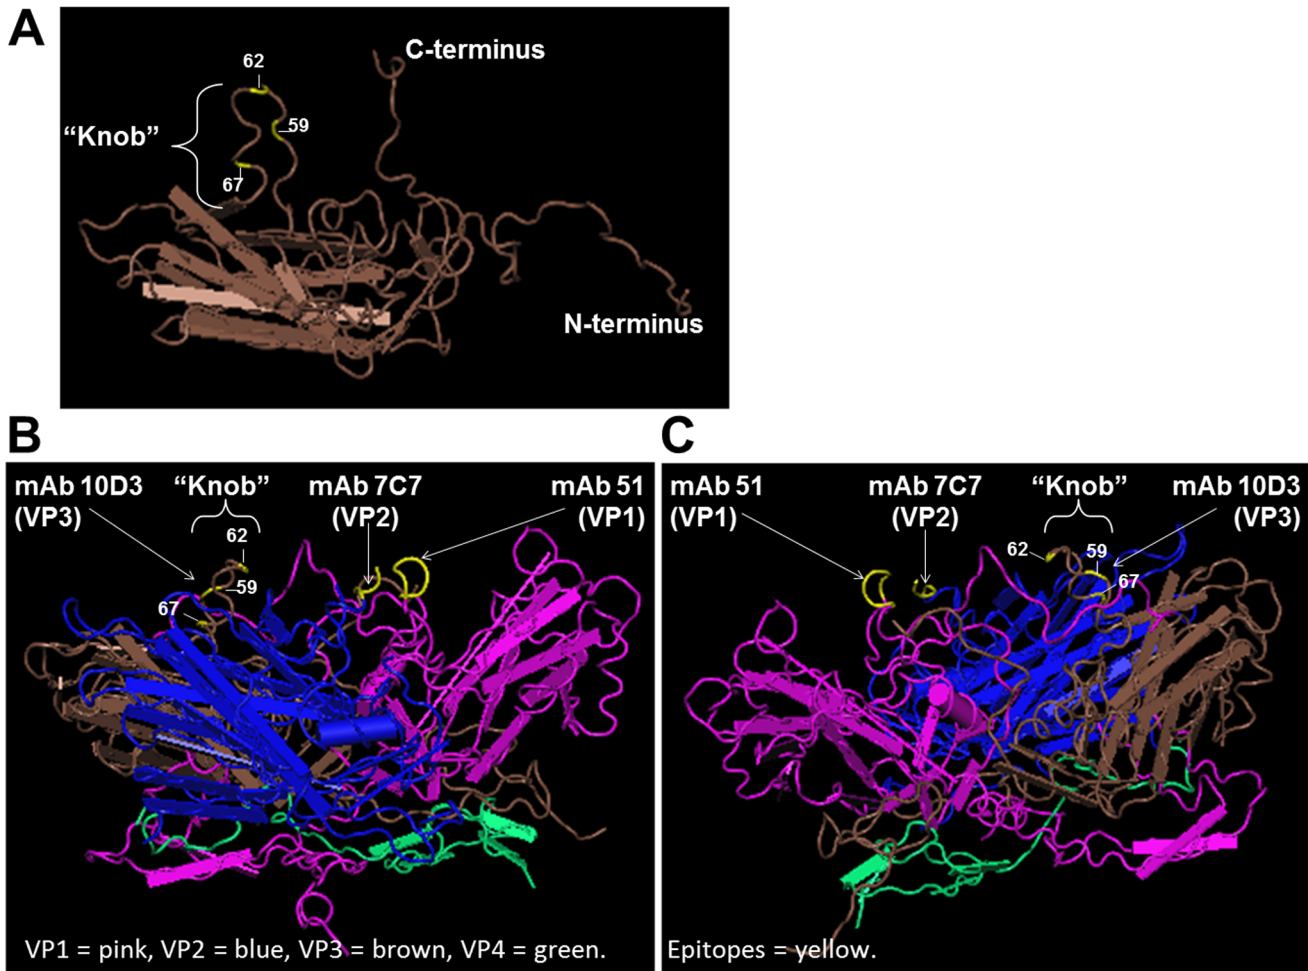 A
C-terminus
62
"Knob"
59
67
N-terminus
B
mAb 10D3
(VP3)
"Knob"
mAb 7C7
(VP2)
mAb 51
(VP1)
62
59
67
VP1 = pink, VP2 = blue, VP3 = brown, VP4 = green.
C
mAb 51
(VP1)
mAb 7C7
(VP2)
"Knob"
mAb 10D3
(VP3)
62
59
67
Epitopes = yellow.